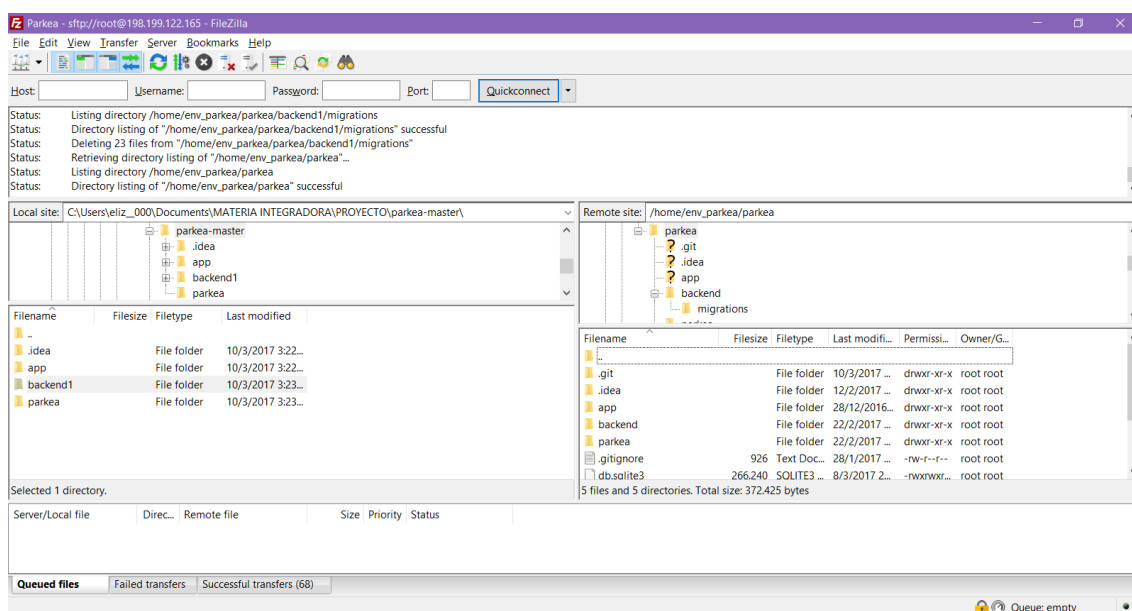 Parkea - sftp://root@198.199.122.165 - FileZilla
File Edit View Transfer Server Bookmarks Help
Host: Username: Password: Port: Quickconnect
Status: Listing directory /home/env_parkea/parkea/backend1/migrations
Status: Directory listing of "/home/env_parkea/parkea/backend1/migrations" successful
Status: Deleting 23 files from "/home/env_parkea/parkea/backend1/migrations"
Status: Retrieving directory listing of "/home/env_parkea/parkea"...
Status: Listing directory /home/env_parkea/parkea
Status: Directory listing of "/home/env_parkea/parkea" successful
Local site: C:\Users\eliz__000\Documents\MATERIA INTEGRADORA\PROYECTO\parkea-master\
parkea-master
.idea
app
backend1
parkea
Filename Filesize Filetype Last modified
..
.idea File folder 10/3/2017 3:22...
app File folder 10/3/2017 3:22...
backend1 File folder 10/3/2017 3:23...
parkea File folder 10/3/2017 3:23...
Selected 1 directory.
Remote site: /home/env_parkea/parkea
parkea
.git
.idea
app
backend
migrations
Filename Filesize Filetype Last modifi... Permissi... Owner/G...
..
.git File folder 10/3/2017 ... drwxr-xr-x root root
.idea File folder 12/2/2017 ... drwxr-xr-x root root
app File folder 28/12/2016... drwxr-xr-x root root
backend File folder 22/2/2017 ... drwxr-xr-x root root
parkea File folder 22/2/2017 ... drwxr-xr-x root root
.gitignore 926 Text Doc... 28/1/2017 ... -rw-r--r-- root root
db.sqlite3 266.240 SQLITE3 ... 8/3/2017 2... -rwxrwxr... root root
5 files and 5 directories. Total size: 372.425 bytes
Server/Local file Direc... Remote file Size Priority Status
Queued files Failed transfers Successful transfers (68)
Queue: empty